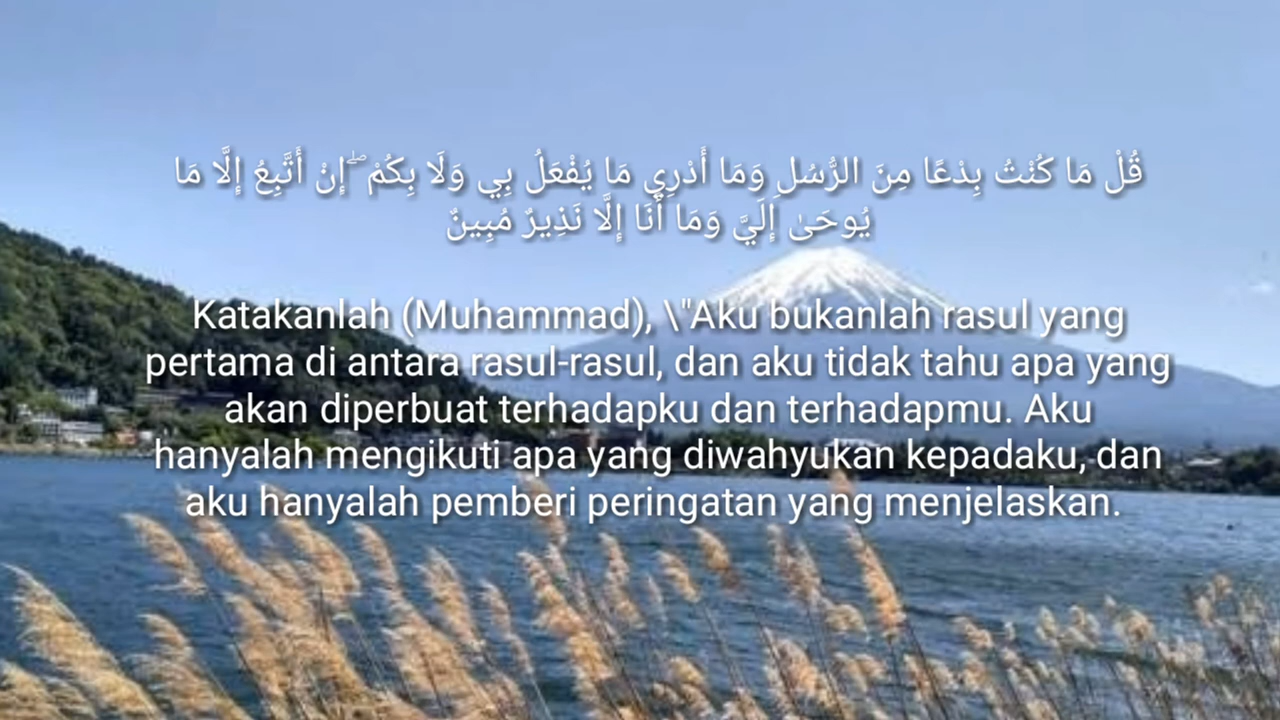 قُلْ مَا كُنْتُ بِدْعًا مِنَ الرُّسُلِ وَمَا أَدْرِي مَا يُفْعَلُ بِي وَلَا بِكُمْ ۖ إِنْ أَتَّبِعُ إِلَّا مَا
يُوحَىٰ إِلَيَّ وَمَا أَنَا إِلَّا نَذِيرٌ مُبِينٌ
Katakanlah (Muhammad), \"Aku bukanlah rasul yang
pertama di antara rasul-rasul, dan aku tidak tahu apa yang
akan diperbuat terhadapku dan terhadapmu. Aku
hanyalah mengikuti apa yang diwahyukan kepadaku, dan
aku hanyalah pemberi peringatan yang menjelaskan.